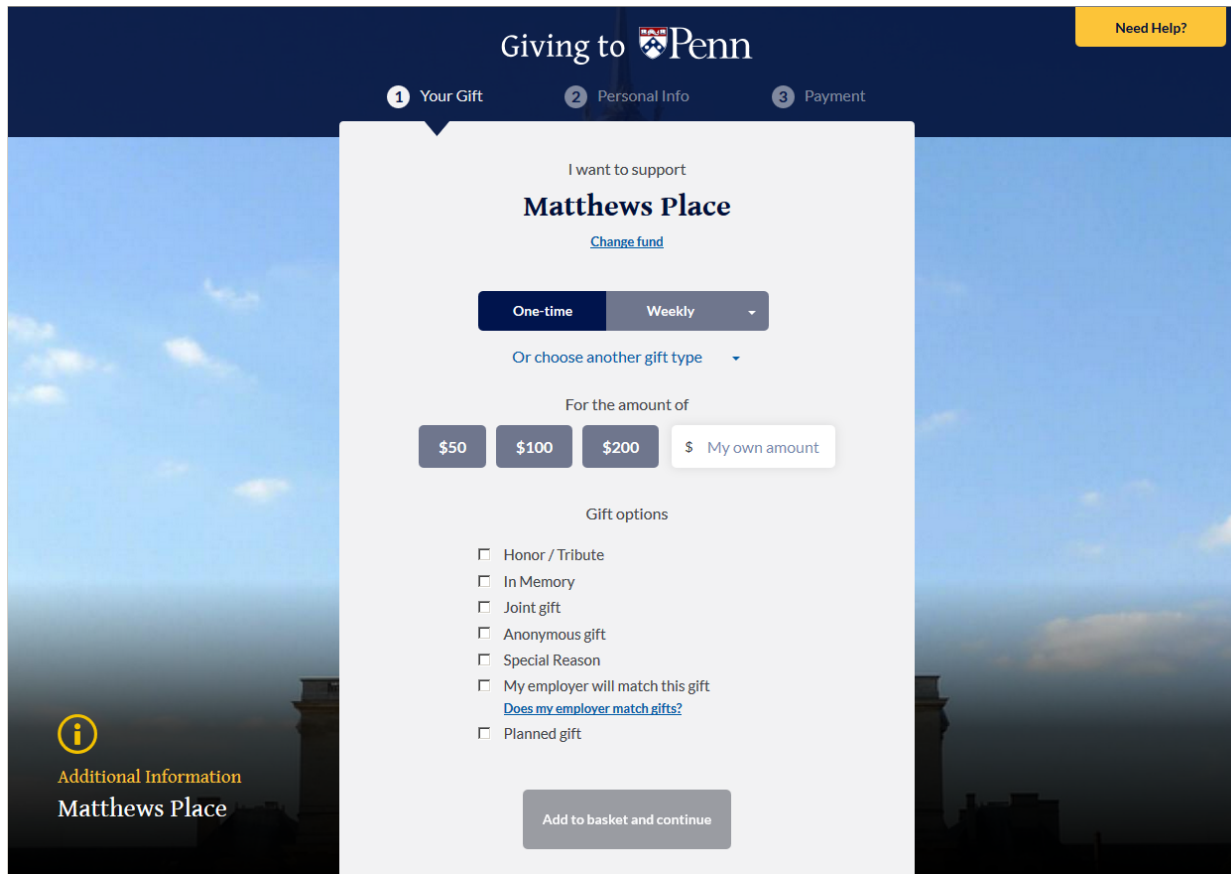 Giving to Penn
Need Help?
1 Your Gift
2 Personal Info
3 Payment
I want to support
Matthews Place
Change fund
One-time Weekly
Or choose another gift type
For the amount of
$50 $100 $200 $ My own amount
Gift options
Honor / Tribute
In Memory
Joint gift
Anonymous gift
Special Reason
My employer will match this gift
Does my employer match gifts?
Planned gift
Additional Information
Matthews Place
Add to basket and continue